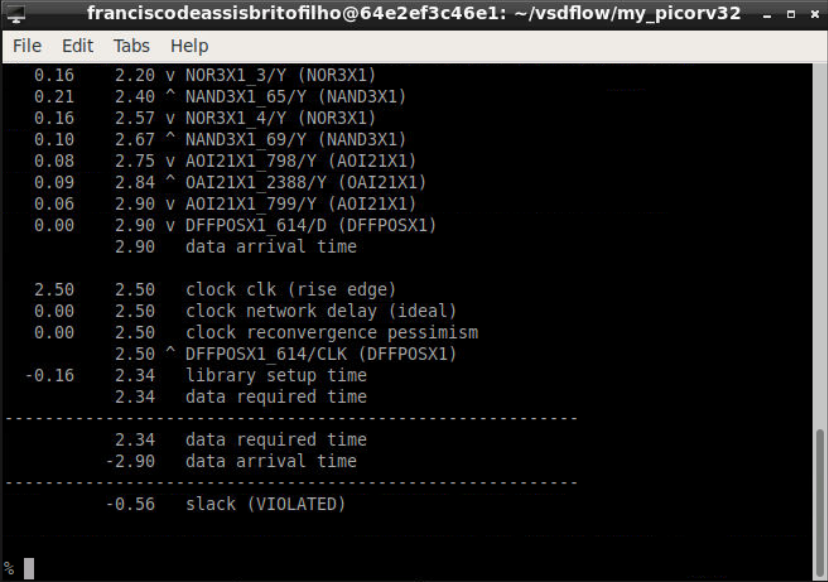 franciscodeassisbritofilho@64e2ef3c46e1: ~/vsdflow/my_picorv32
File Edit Tabs Help
0.16 2.20 v NOR3X1_3/Y (NOR3X1)
0.21 2.40 ^ NAND3X1_65/Y (NAND3X1)
0.16 2.57 v NOR3X1_4/Y (NOR3X1)
0.10 2.67 ^ NAND3X1_69/Y (NAND3X1)
0.08 2.75 v AOI21X1_798/Y (AOI21X1)
0.09 2.84 ^ OAI21X1_2388/Y (OAI21X1)
0.06 2.90 v AOI21X1_799/Y (AOI21X1)
0.00 2.90 v DFFPOSX1_614/D (DFFPOSX1)
2.90 data arrival time
2.50 2.50 clock clk (rise edge)
0.00 2.50 clock network delay (ideal)
0.00 2.50 clock reconvergence pessimism
2.50 ^ DFFPOSX1_614/CLK (DFFPOSX1)
-0.16 2.34 library setup time
2.34 data required time
---------------------------------------------------------
2.34 data required time
-2.90 data arrival time
---------------------------------------------------------
-0.56 slack (VIOLATED)
%